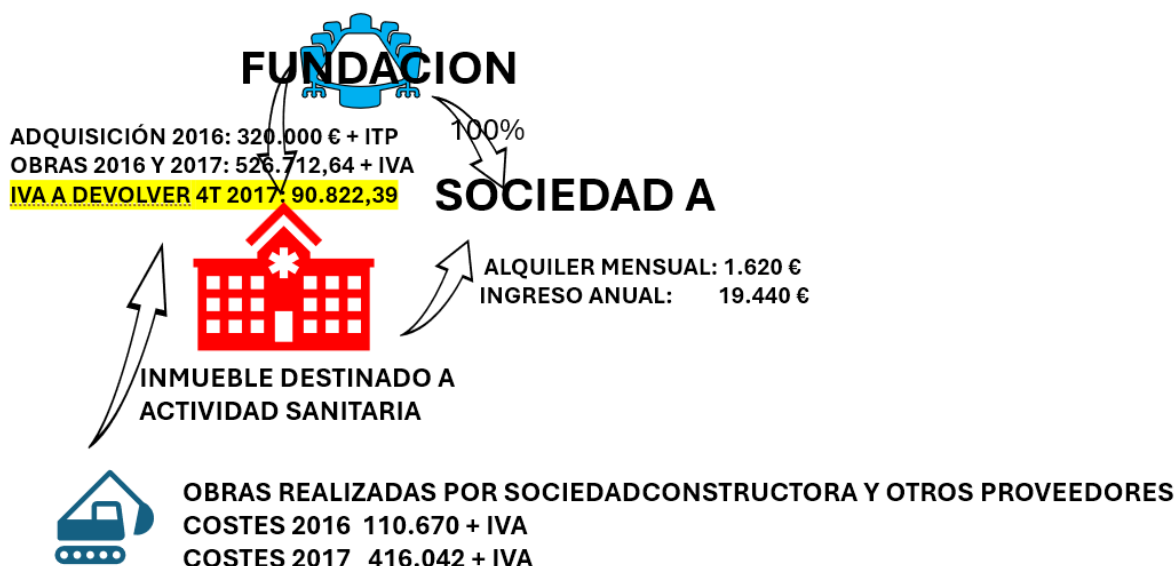 FUNDACION
100%
ADQUISICIÓN 2016: 320.000 € + ITP
OBRAS 2016 Y 2017: 526.712,64 + IVA
IVA A DEVOLVER 4T 2017: 90.822,39
SOCIEDAD A
ALQUILER MENSUAL: 1.620 €
INGRESO ANUAL: 19.440 €
INMUEBLE DESTINADO A
ACTIVIDAD SANITARIA
OBRAS REALIZADAS POR SOCIEDADCONSTRUCTORA Y OTROS PROVEEDORES
COSTES 2016 110.670 + IVA
COSTES 2017 416.042 + IVA